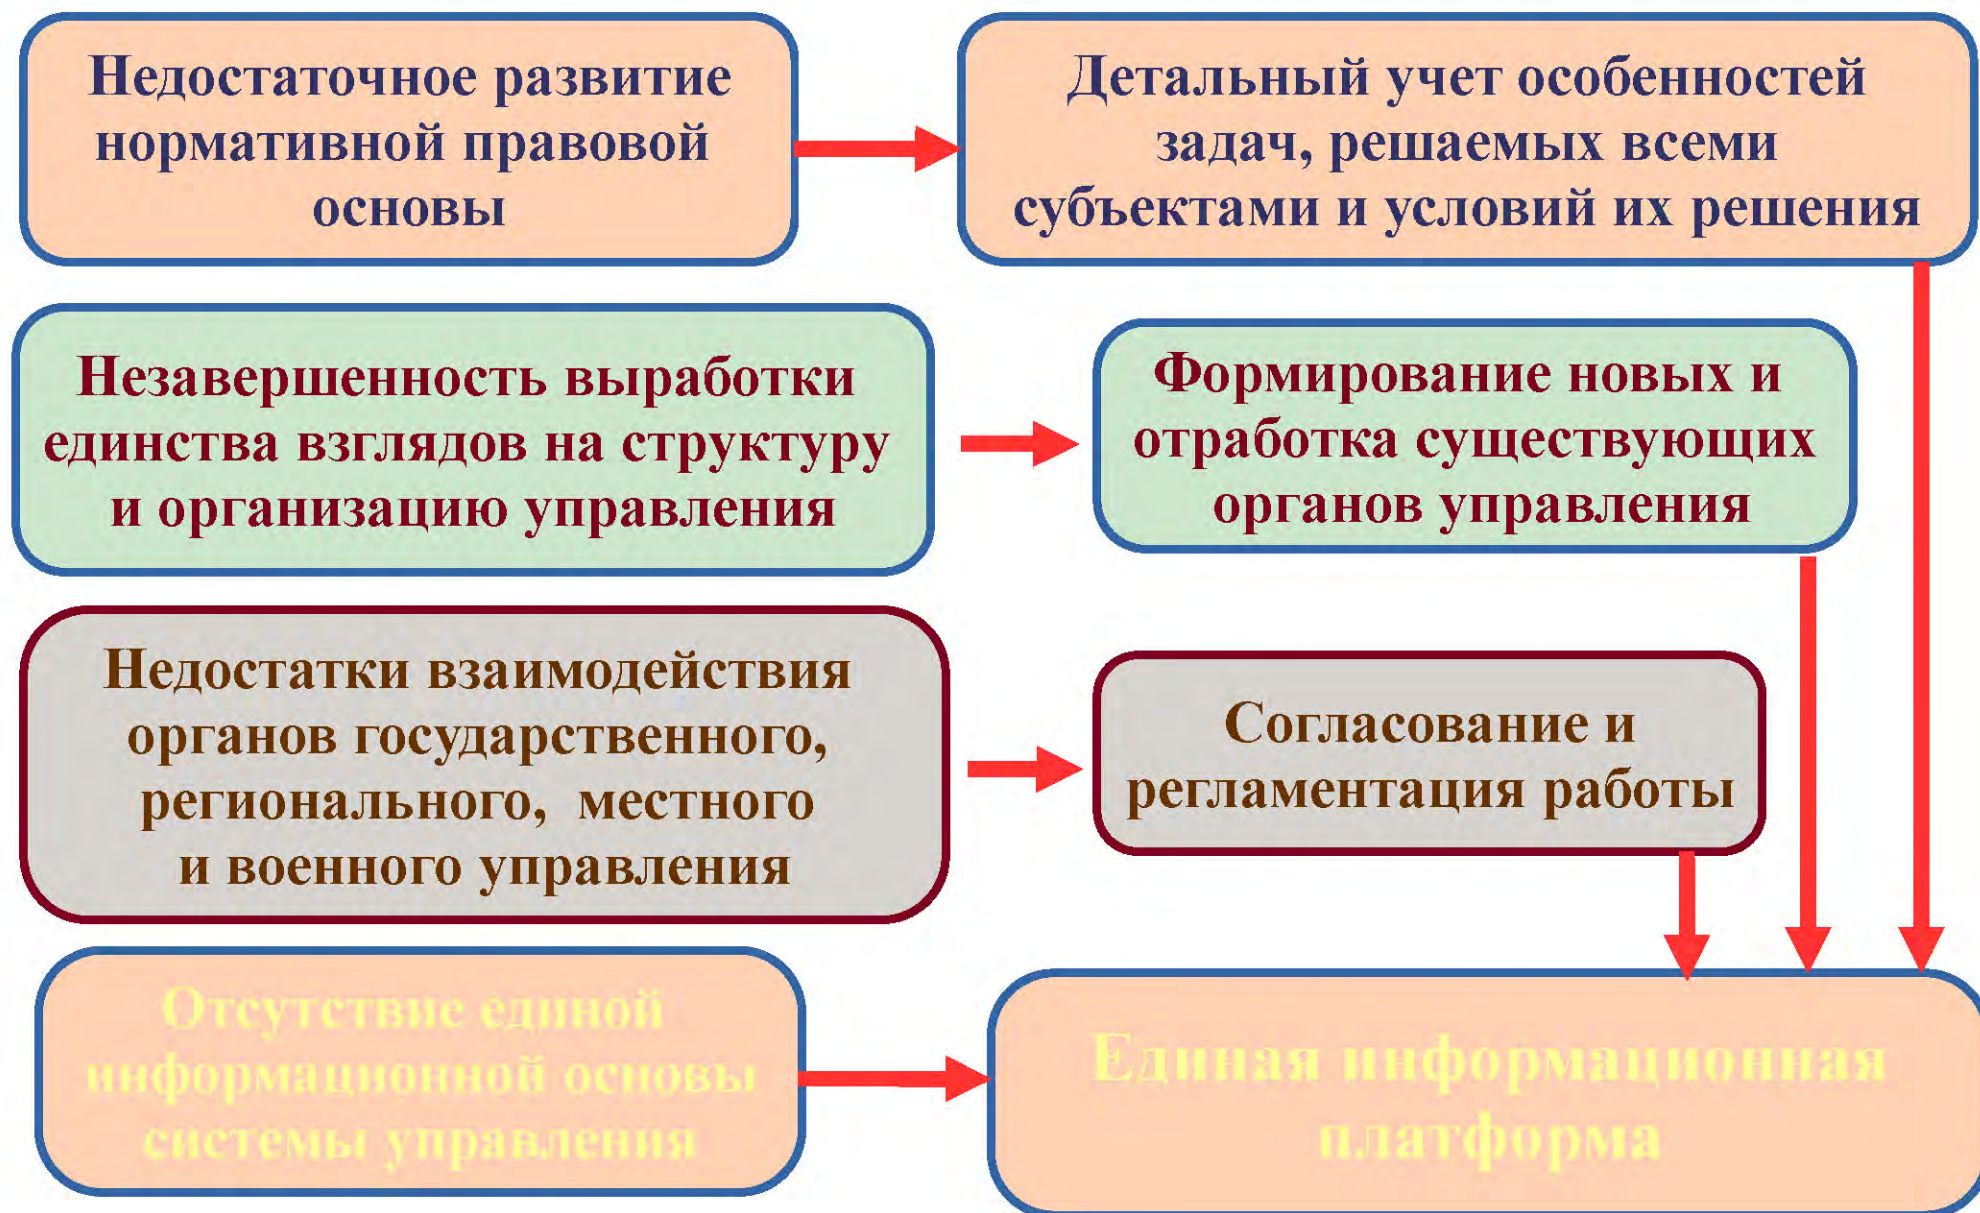 Недостаточное развитие
нормативной правовой
основы
Детальный учет особенностей
задач, решаемых всеми
субъектами и условий их решения
Незавершенность выработки
единства взглядов на структуру
и организацию управления
Формирование новых и
отработка существующих
органов управления
Недостатки взаимодействия
органов государственного,
регионального, местного
и военного управления
Согласование и
регламентация работы
Отсутствие единой
информационной основы
системы управления
Единая информационная
платформа